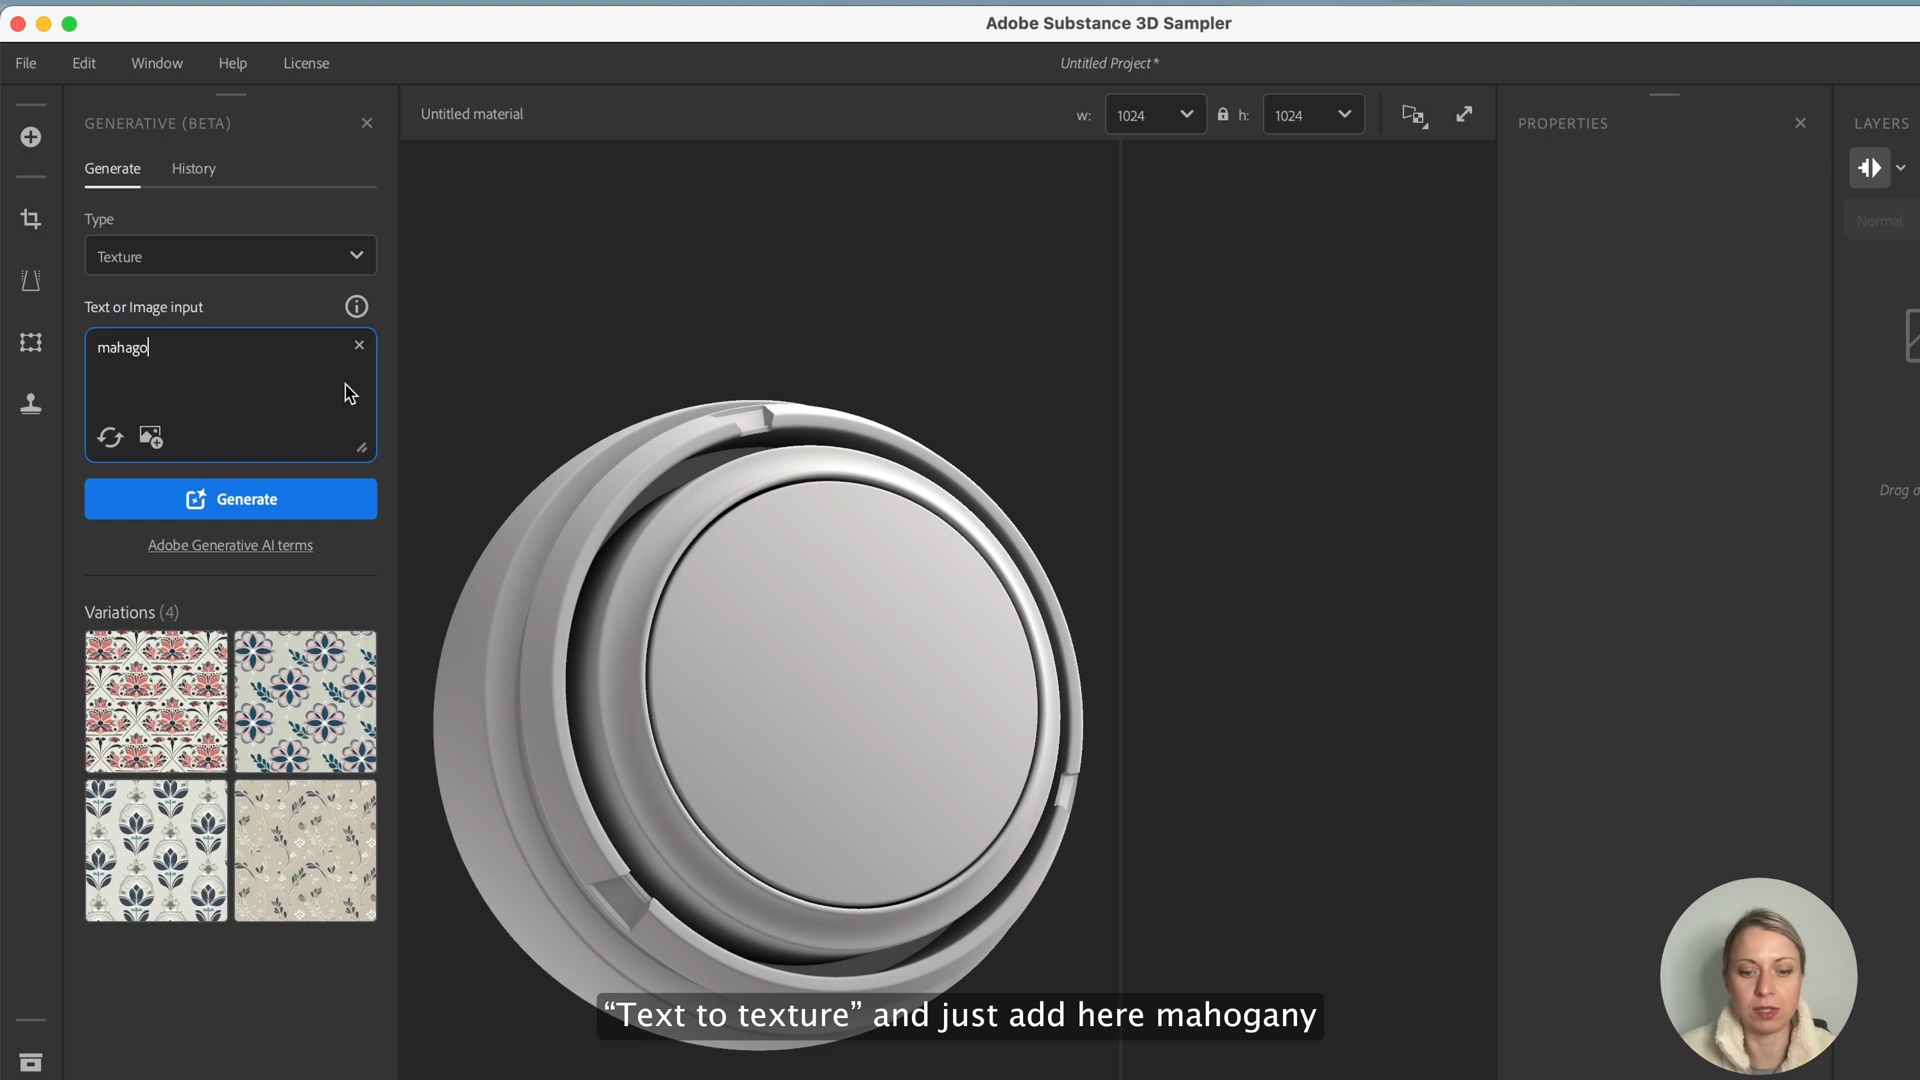 Adobe Substance 3D Sampler
File
Edit
Window
Help
License
Untitled Project*
GENERATIVE (BETA)
Generate
History
Type
Texture
Text or Image input
mahago
Generate
Adobe Generative AI terms
Variations (4)
Untitled material
w:
1024
h:
1024
PROPERTIES
LAYERS
Normal
Drag
“Text to texture” and just add here mahogany